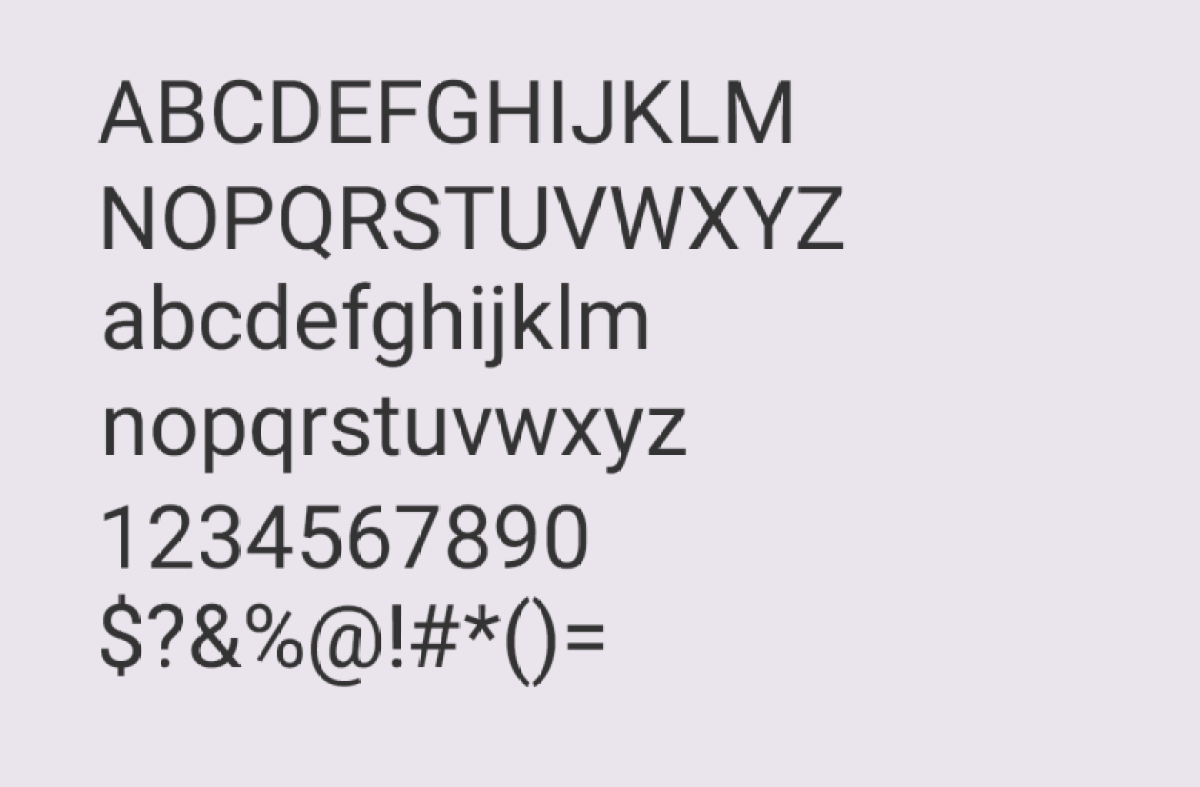 ABCDEFGHIJKLM
NOPQRSTUVWXYZ
abcdefghijklm
nopqrstuvwxyz
1234567890
$?&%@!#*()=